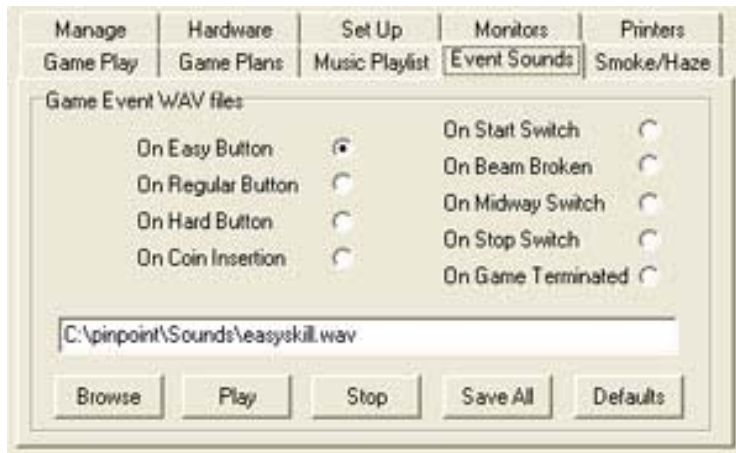 Manage Hardware Set Up Monitors Printers
Game Play Game Plans Music Playlist Event Sounds Smoke/Haze
Game Event WAV files
On Easy Button
On Regular Button
On Hard Button
On Coin Insertion
On Start Switch
On Beam Broken
On Midway Switch
On Stop Switch
On Game Terminated
C:\pinpoint\Sounds\easyskill.wav
Browse Play Stop Save All Defaults